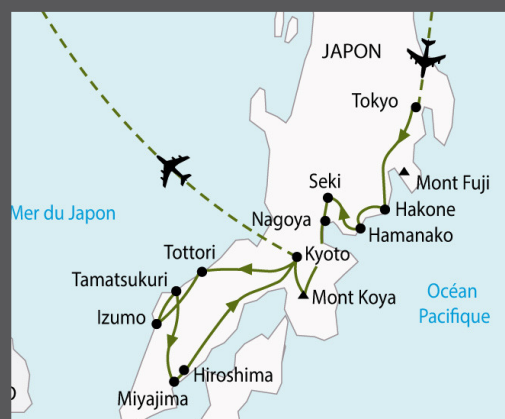 JAPON
Tokyo
Mont Fuji
Seki
Hakone
Nagoya
Hamanako
Mer du Japon
Tottori
Kyoto
Tamatsukuri
Mont Koya
Océan
Pacifique
Izumo
Hiroshima
Miyajima